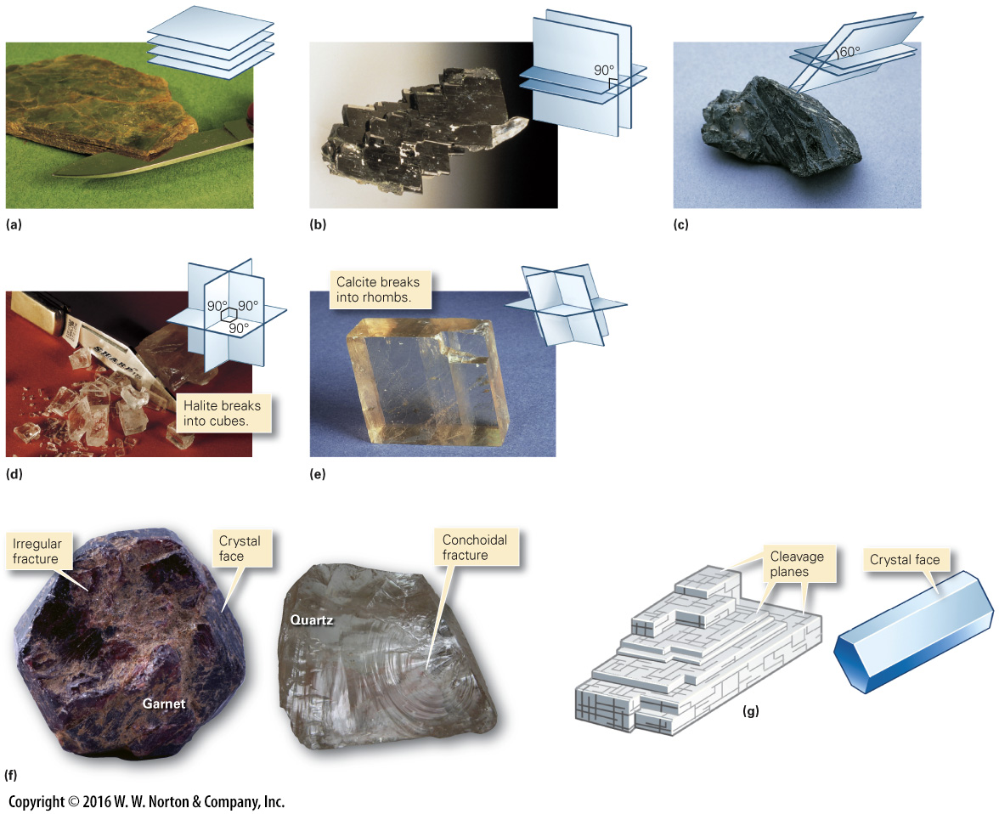 90°
60°
(a)
(b)
(c)
Calcite breaks
into rhombs.
90° 90°
90°
SHARP
Halite breaks
into cubes.
(d)
(e)
Irregular
fracture
Crystal
face
Conchoidal
fracture
Cleavage
planes
Crystal face
Quartz
Garnet
(g)
(f)
Copyright © 2016 W. W. Norton & Company, Inc.